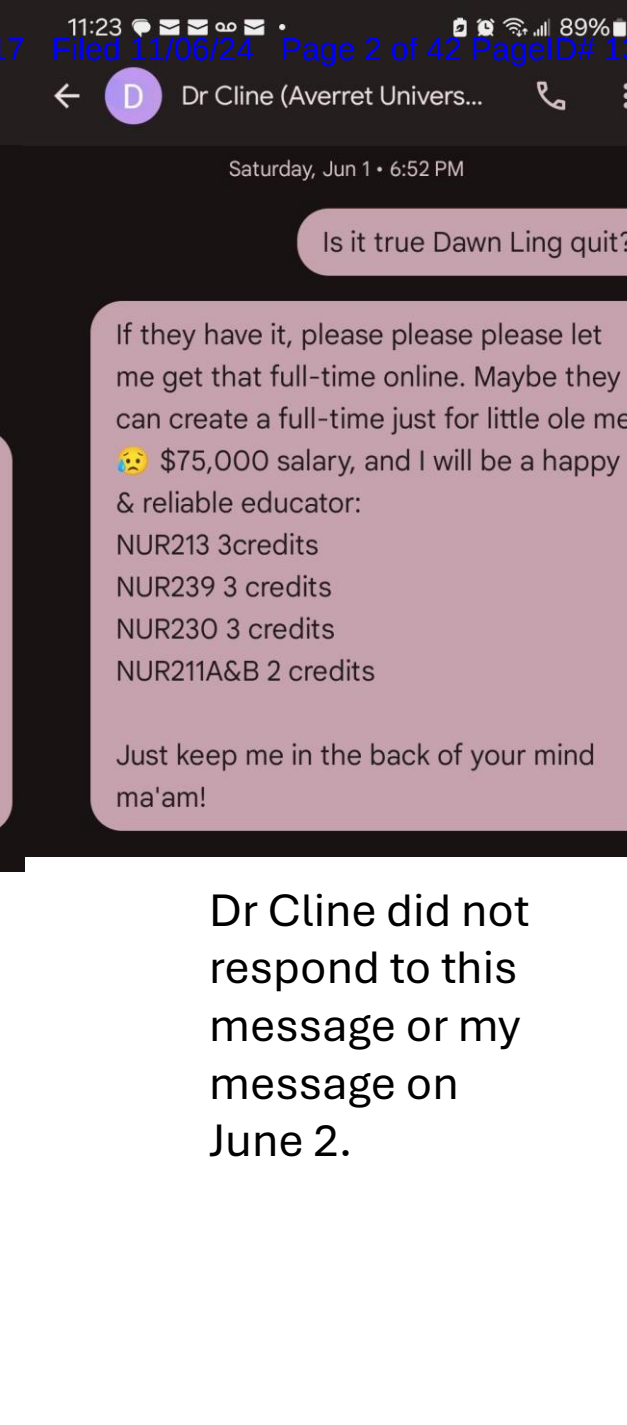 11:23 89%
17 Filed 11/06/24 Page 2 of 42 PageID# 1
D Dr Cline (Averret Univers...
Saturday, Jun 1 • 6:52 PM
Is it true Dawn Ling quit?
If they have it, please please please let
me get that full-time online. Maybe they
can create a full-time just for little ole me
😥 $75,000 salary, and I will be a happy
& reliable educator:
NUR213 3credits
NUR239 3 credits
NUR230 3 credits
NUR211A&B 2 credits
Just keep me in the back of your mind
ma'am!
Dr Cline did not
respond to this
message or my
message on
June 2.